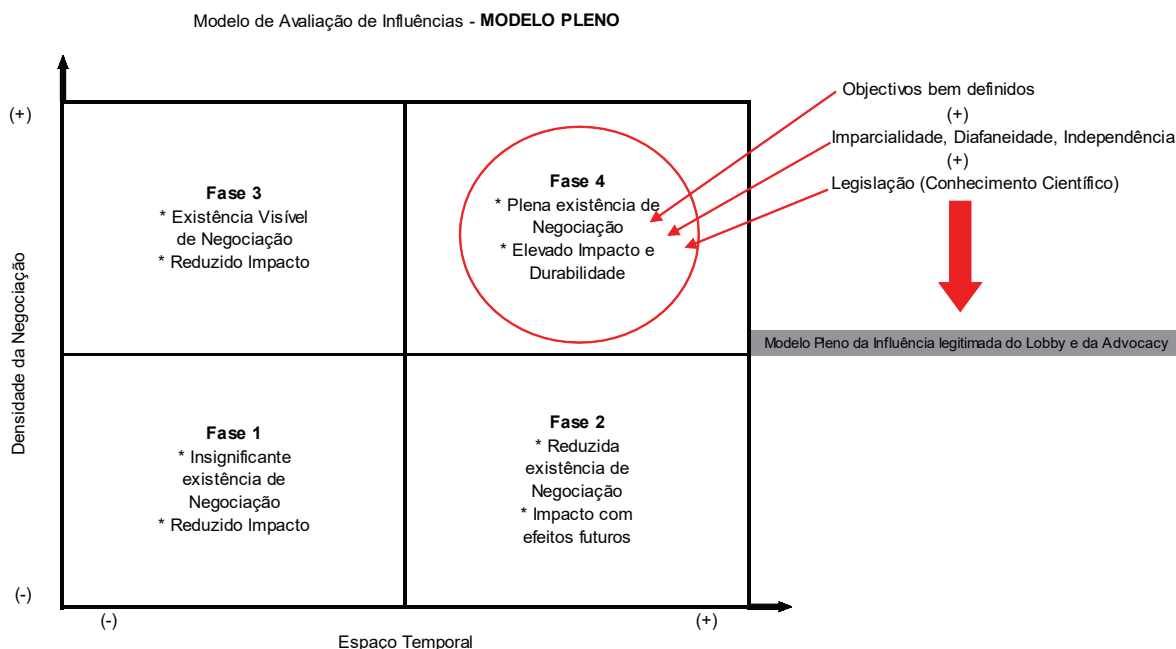 Modelo de Avaliação de Influências - MODELO PLENO
(+)
Densidade da Negociação
(-)
Fase 3
* Existência Visível
de Negociação
* Reduzido Impacto
Fase 4
* Plena existência de
Negociação
* Elevado Impacto e
Durabilidade
Objectivos bem definidos
(+)
Imparcialidade, Diafaneidade, Independência
(+)
Legislação (Conhecimento Científico)
Modelo Pleno da Influência legitimada do Lobby e da Advocacy
Fase 1
* Insignificante
existência de
Negociação
* Reduzido Impacto
Fase 2
* Reduzida
existência de
Negociação
* Impacto com
efeitos futuros
(-)
(+)
Espaço Temporal